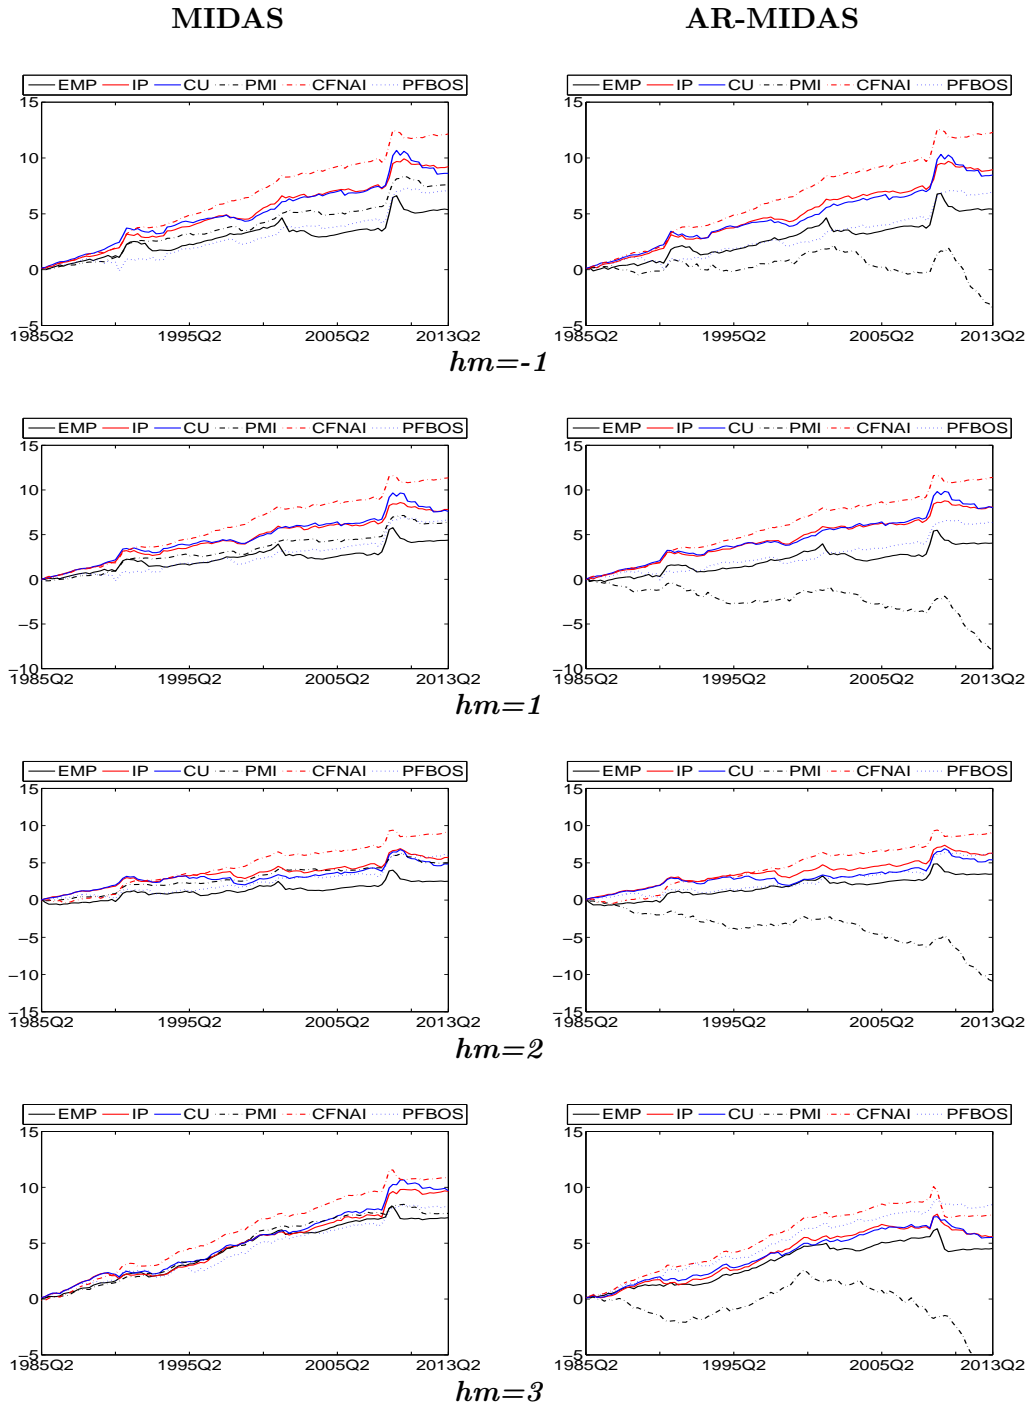 MIDAS AR-MIDAS
EMP IP CU PMI CFNAI PFBOS EMP IP CU PMI CFNAI PFBOS
15 15
10 10
5 5
0 0
−5 −5
1985Q2 1995Q2 2005Q2 2013Q2 1985Q2 1995Q2 2005Q2 2013Q2
hm=-1
EMP IP CU PMI CFNAI PFBOS EMP IP CU PMI CFNAI PFBOS
15 15
10 10
5 5
0 0
−5 −5
−10 −10
1985Q2 1995Q2 2005Q2 2013Q2 1985Q2 1995Q2 2005Q2 2013Q2
hm=1
EMP IP CU PMI CFNAI PFBOS EMP IP CU PMI CFNAI PFBOS
15 15
10 10
5 5
0 0
−5 −5
−10 −10
−15 −15
1985Q2 1995Q2 2005Q2 2013Q2 1985Q2 1995Q2 2005Q2 2013Q2
hm=2
EMP IP CU PMI CFNAI PFBOS EMP IP CU PMI CFNAI PFBOS
15 15
10 10
5 5
0 0
−5 −5
1985Q2 1995Q2 2005Q2 2013Q2 1985Q2 1995Q2 2005Q2 2013Q2
hm=3